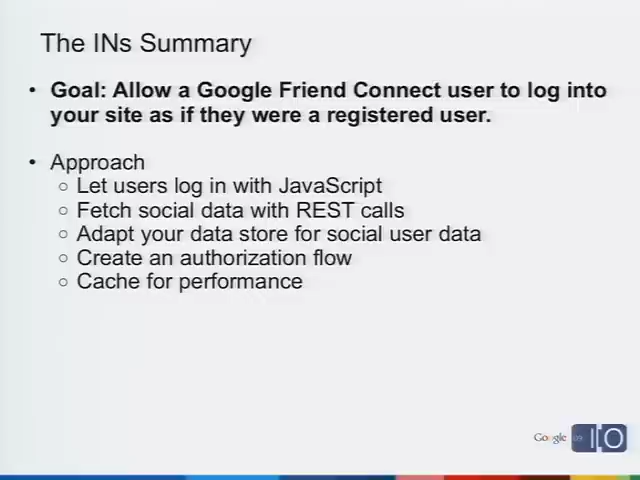 The INs Summary
• Goal: Allow a Google Friend Connect user to log into
your site as if they were a registered user.
• Approach
○ Let users log in with JavaScript
○ Fetch social data with REST calls
○ Adapt your data store for social user data
○ Create an authorization flow
○ Cache for performance
Google 09 IO